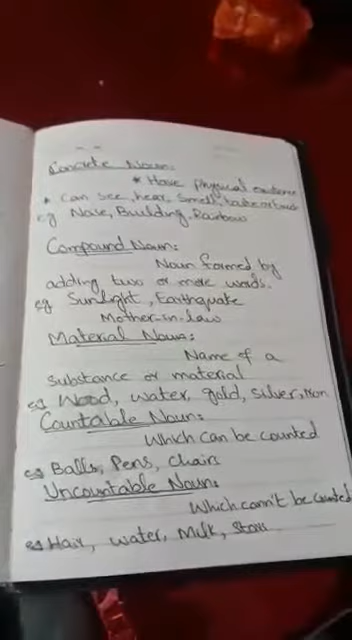 Concrete Noun:
* Have physical existence
* Can see, hear, smell, take or touch
eg Nose, Building, Rainbow
Compound Noun:
Noun formed by
adding two or more words.
eg Sunlight, Earthquake
Mother-in-law
Material Noun:
Name of a
substance or material
eg Wood, water, gold, silver, Iron
Countable Noun:
Which can be counted
eg Balls, Pens, chairs
Uncountable Noun:
Which cann't be counted
eg Hair, water, Milk,